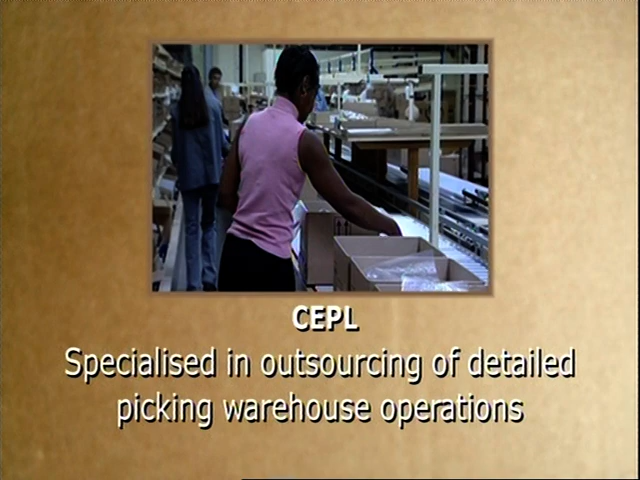 CEPL
Specialised in outsourcing of detailed
picking warehouse operations